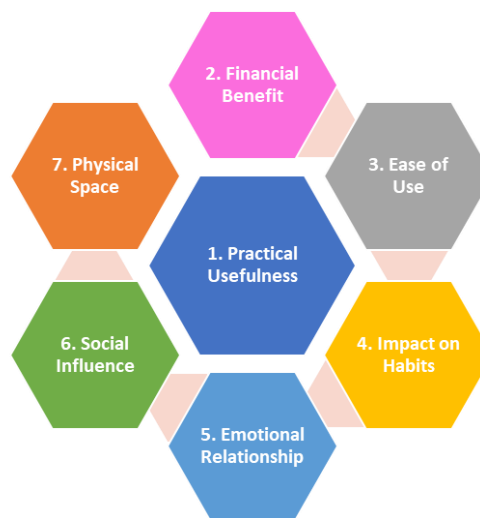 1. Practical
Usefulness
2. Financial
Benefit
3. Ease of
Use
4. Impact on
Habits
5. Emotional
Relationship
6. Social
Influence
7. Physical
Space